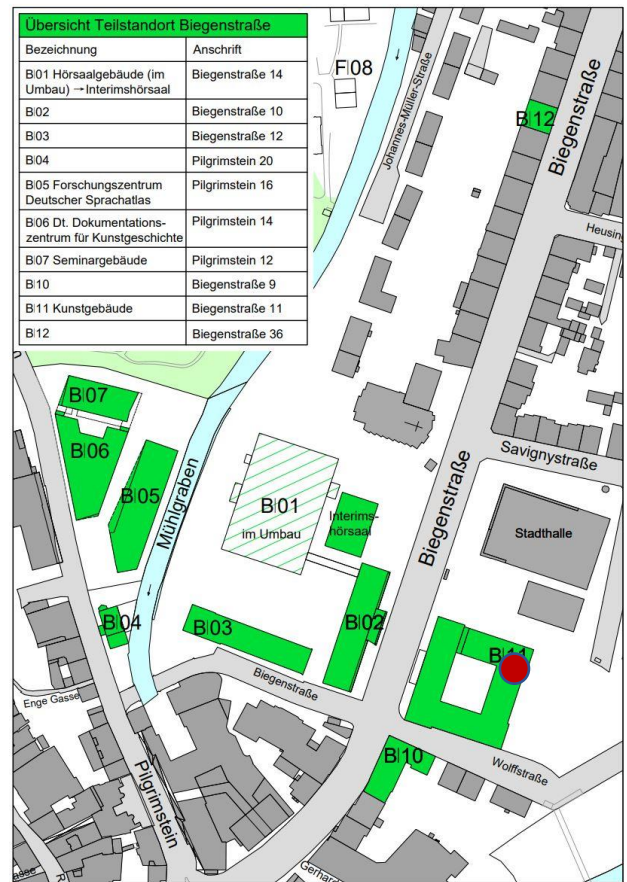 Übersicht Teilstandort Biegenstraße
Bezeichnung Anschrift
B|01 Hörsaalgebäude (im Biegenstraße 14
Umbau) → Interimshörsaal
B|02 Biegenstraße 10
B|03 Biegenstraße 12
B|04 Pilgrimstein 20
B|05 Forschungszentrum Pilgrimstein 16
Deutscher Sprachatlas
B|06 Dt. Dokumentations- Pilgrimstein 14
zentrum für Kunstgeschichte
B|07 Seminargebäude Pilgrimstein 12
B|10 Biegenstraße 9
B|11 Kunstgebäude Biegenstraße 11
B|12 Biegenstraße 36
F|08
Johannes-Müller-Straße
B|12
Biegenstraße
Heusing
B|07
B|06
B|05
Mühlgraben
B|01
im Umbau
Interims-
hörsaal
Biegenstraße
Savignystraße
Stadthalle
B|04
B|03
B|02
B|11
Enge Gasse
Biegenstraße
Pilgrimstein
B|10
Wolffstraße
Gerhard